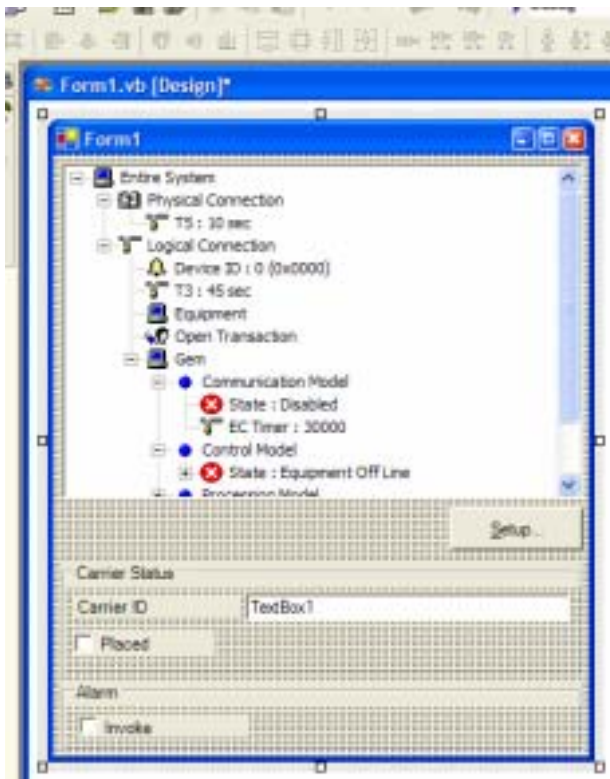 Form1.vb [Design]*
Form1
Entire System
Physical Connection
T5 : 10 sec
Logical Connection
Device ID : 0 (0x0000)
T3 : 45 sec
Equipment
Open Transaction
Gem
Communication Model
State : Disabled
EC Timer : 30000
Control Model
State : Equipment Off Line
Procession Model
Setup...
Carrier Status
Carrier ID
TextBox1
Placed
Alarm
Invoke